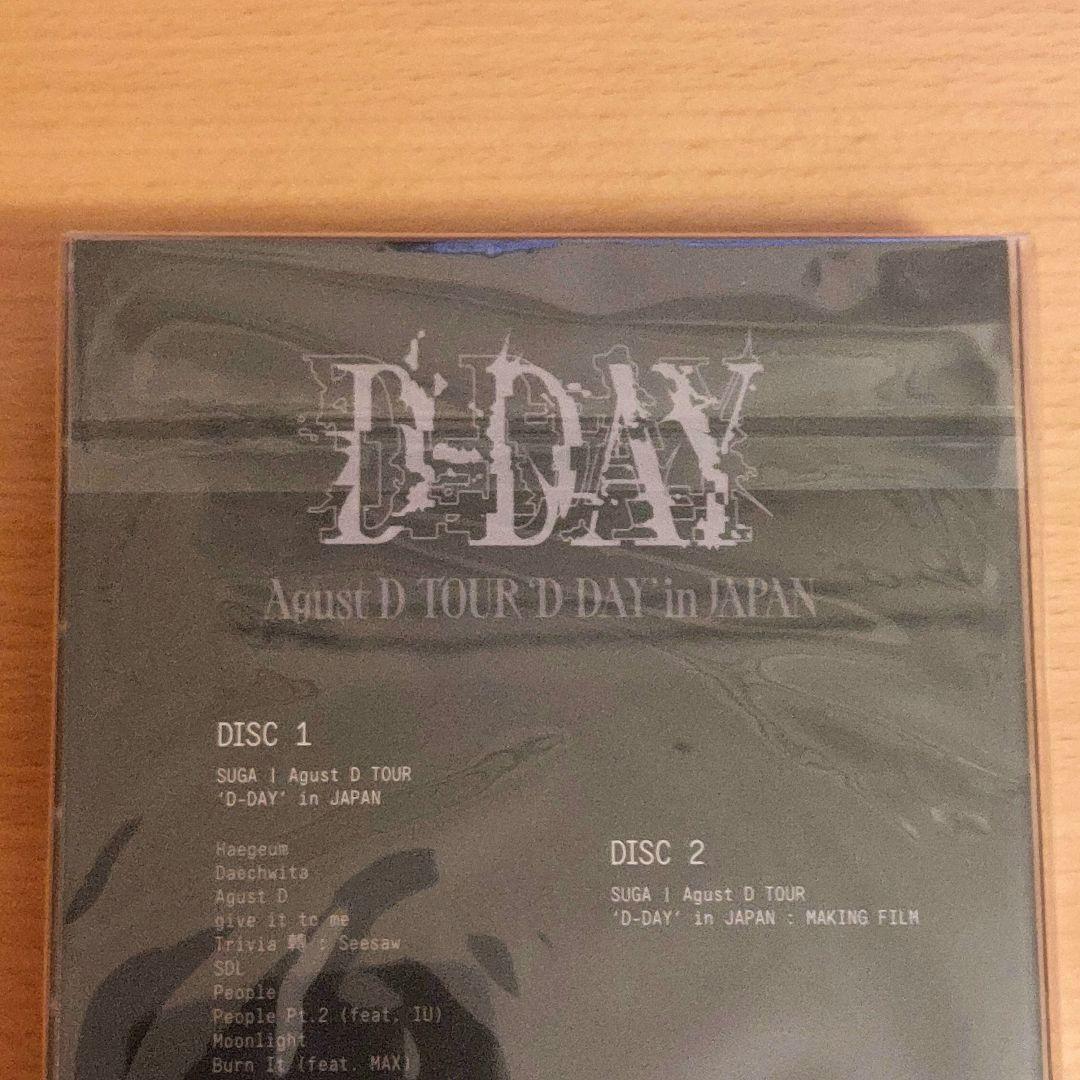 D-DAY
Agust D TOUR 'D-DAY' in JAPAN
DISC 1
SUGA | Agust D TOUR
‘D-DAY’ in JAPAN
Haegeum
Daechwita
Agust D
give it to me
Trivia 轉 : Seesaw
SDL
People
People Pt.2 (feat. IU)
Moonlight
Burn It (feat. MAX)
DISC 2
SUGA | Agust D TOUR
‘D-DAY’ in JAPAN : MAKING FILM